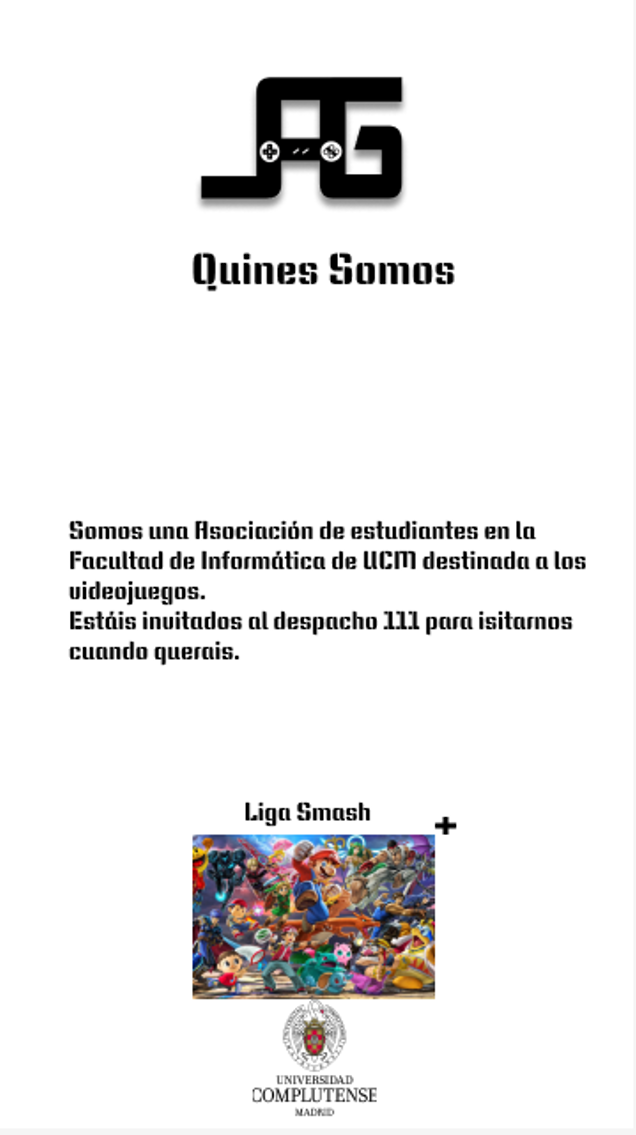 Quines Somos
Somos una Asociación de estudiantes en la
Facultad de Informática de UCM destinada a los
videojuegos.
Estáis invitados al despacho 111 para isitarnos
cuando querais.
Liga Smash
+
UNIVERSIDAD
COMPLUTENSE
MADRID